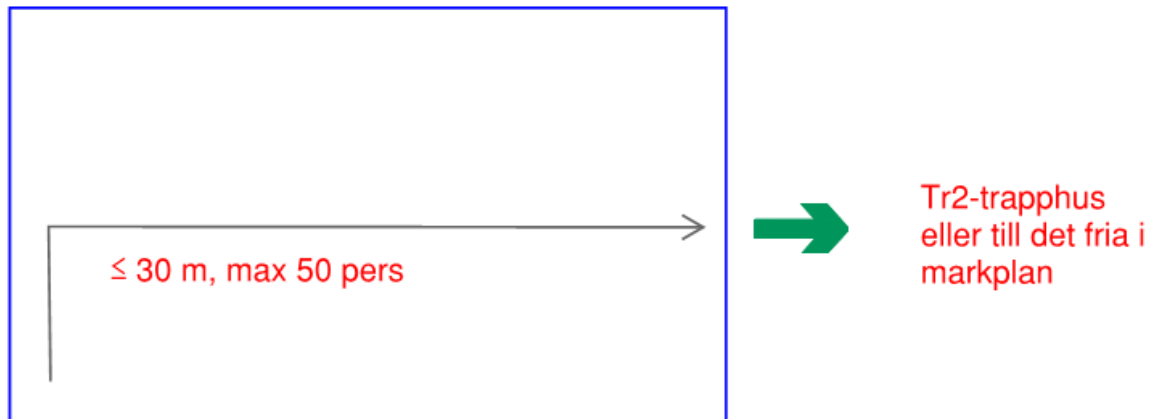 ≤ 30 m, max 50 pers
Tr2-trapphus
eller till det fria i
markplan